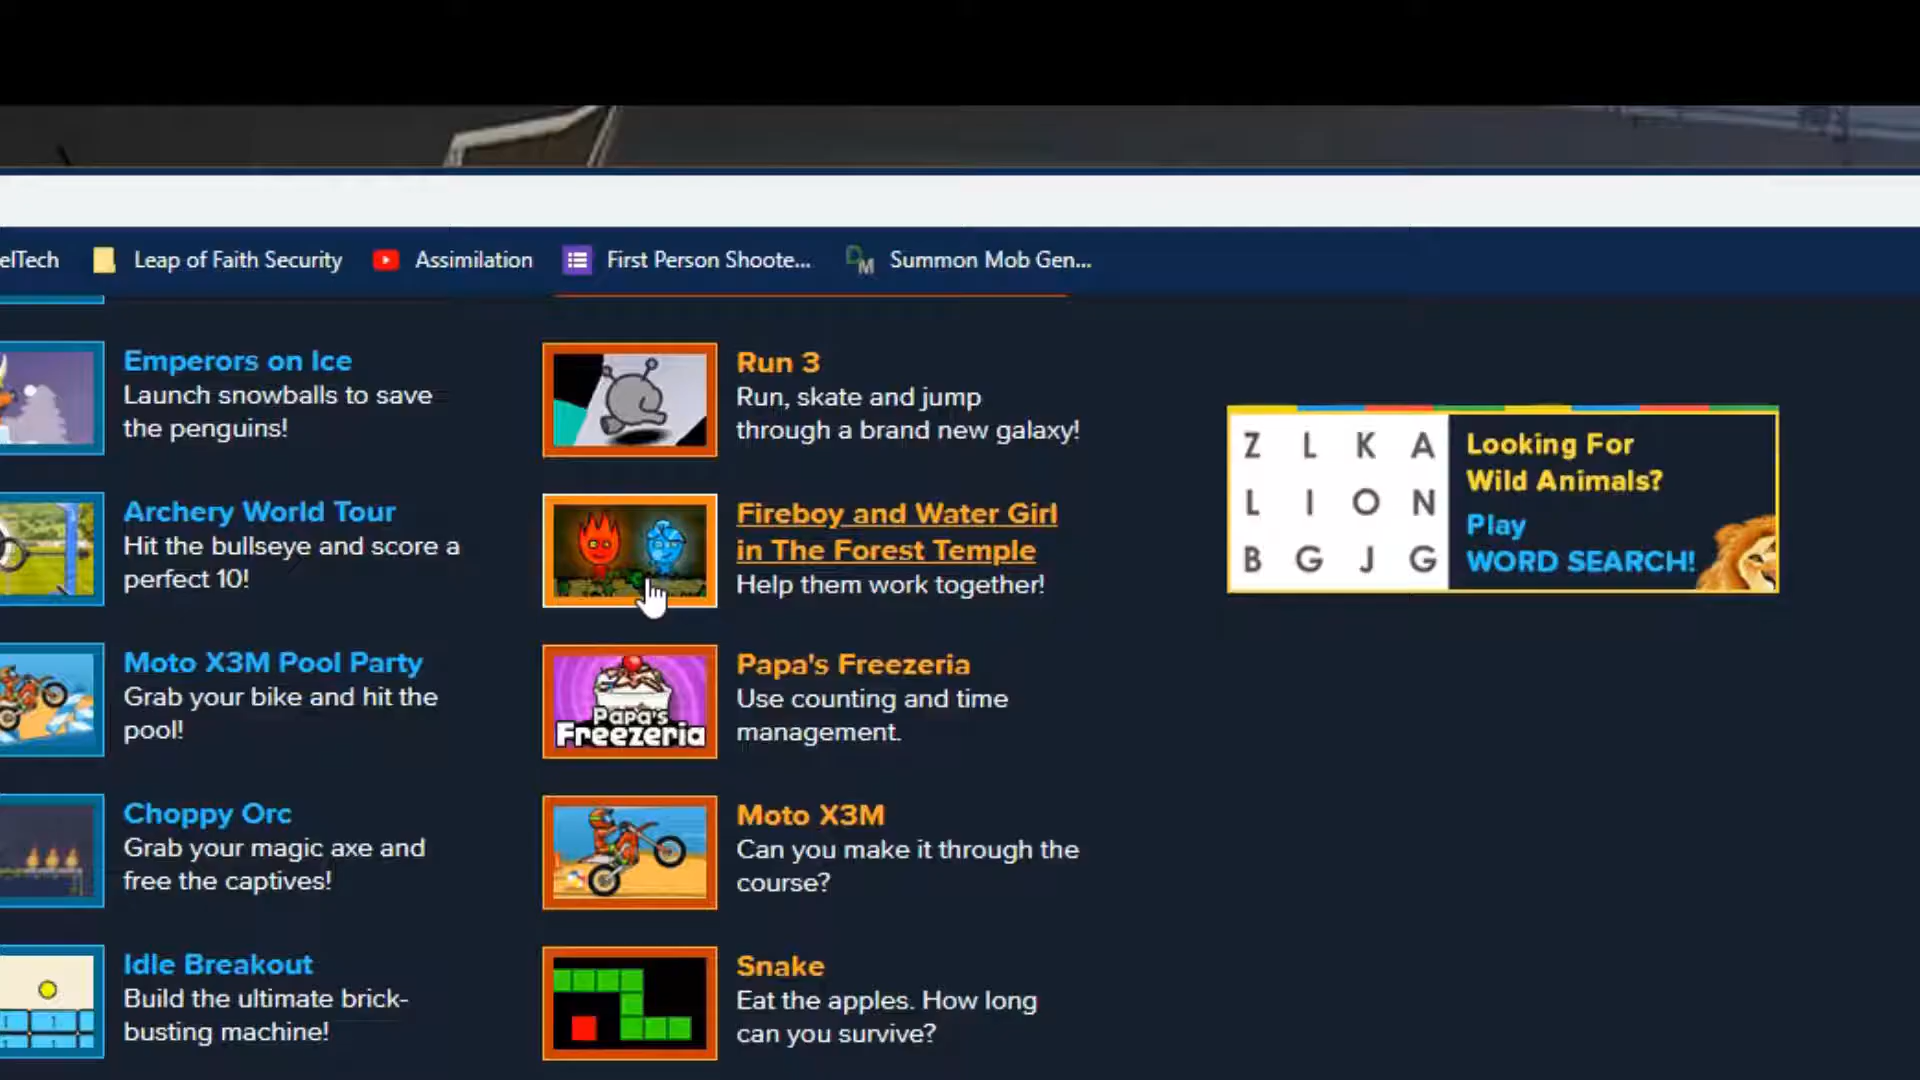 elTech
Leap of Faith Security
Assimilation
First Person Shoote...
DM
Summon Mob Gen...
Emperors on Ice
Launch snowballs to save
the penguins!
Archery World Tour
Hit the bullseye and score a
perfect 10!
Moto X3M Pool Party
Grab your bike and hit the
pool!
Choppy Orc
Grab your magic axe and
free the captives!
Idle Breakout
Build the ultimate brick-
busting machine!
Run 3
Run, skate and jump
through a brand new galaxy!
Fireboy and Water Girl
in The Forest Temple
Help them work together!
Papa's
Freezeria
Papa's Freezeria
Use counting and time
management.
Moto X3M
Can you make it through the
course?
Snake
Eat the apples. How long
can you survive?
Z L K A
L I O N
B G J G
Looking For
Wild Animals?
Play
WORD SEARCH!